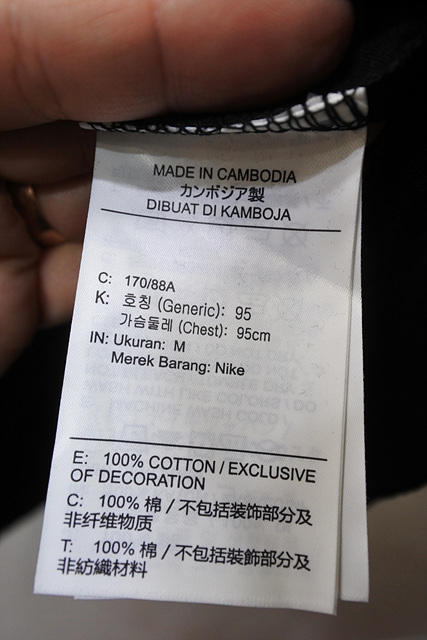 MADE IN CAMBODIA
カンボジア製
DIBUAT DI KAMBOJA
C: 170/88A
K: 호칭 (Generic): 95
가슴둘레 (Chest): 95cm
IN: Ukuran: M
Merek Barang: Nike
E: 100% COTTON / EXCLUSIVE
OF DECORATION
C: 100% 棉 / 不包括装饰部分及
非纤维物质
T: 100% 棉 / 不包括裝飾部分及
非紡織材料